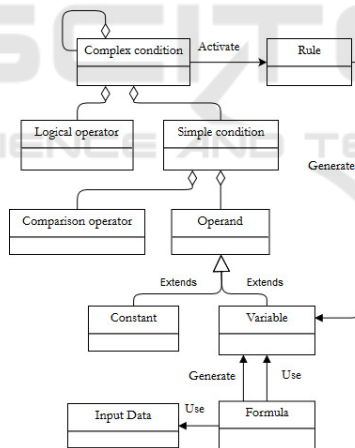 Complex condition
Activate
Rule
Logical operator
Simple condition
Generate
Comparison operator
Operand
Extends
Extends
Constant
Variable
Generate
Use
Input Data
Use
Formula